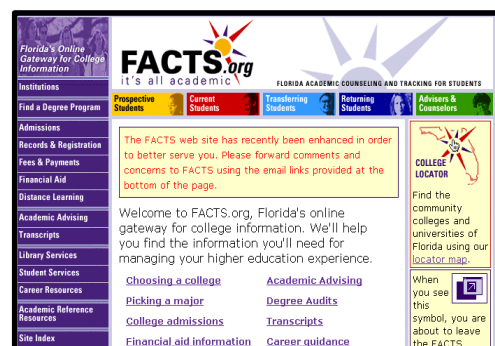 Florida's Online
Gateway for College
Information
Institutions
Find a Degree Program
Admissions
Records & Registration
Fees & Payments
Financial Aid
Distance Learning
Academic Advising
Transcripts
Library Services
Student Services
Career Resources
Academic Reference
Resources
Site Index
FACTS.org
it's all academic
FLORIDA ACADEMIC COUNSELING AND TRACKING FOR STUDENTS
Prospective
Students
Current
Students
Transferring
Students
Returning
Students
Advisers &
Counselors
The FACTS web site has recently been enhanced in order
to better serve you. Please forward comments and
concerns to FACTS using the email links provided at the
bottom of the page.
Welcome to FACTS.org, Florida's online
gateway for college information. We'll help
you find the information you'll need for
managing your higher education experience.
Choosing a college
Picking a major
College admissions
Financial aid information
Academic Advising
Degree Audits
Transcripts
Career guidance
COLLEGE
LOCATOR
Find the
community
colleges and
universities of
Florida using our
locator map.
When
you see
this
symbol, you are
about to leave
the FACTS